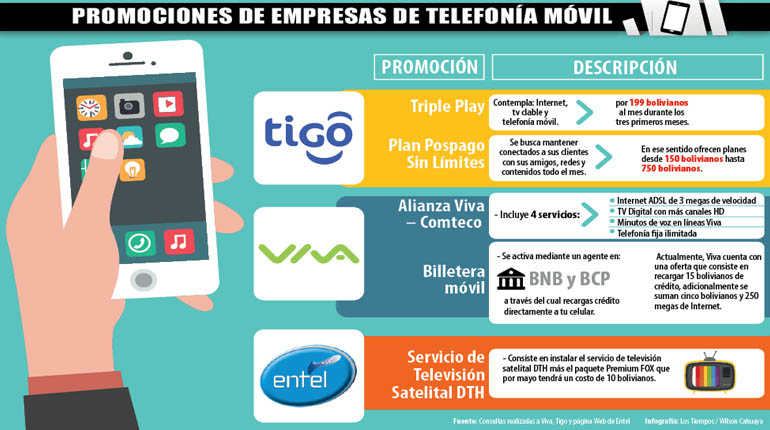 PROMOCIONES DE EMPRESAS DE TELEFONÍA MÓVIL
PROMOCIÓN
DESCRIPCIÓN
tigo
Triple Play
Contempla: Internet,
tv dable y
telefonía móvil.
por 199 bolivianos
al mes durante los
tres primeros meses.
Plan Pospago
Sin Límites
Se busca mantener
conectados a sus clientes
con sus amigos, redes y
contenidos todo el mes.
En ese sentido ofrecen planes
desde 150 bolivianos hasta
750 bolivianos.
VIVA
Alianza Viva
– Comteco
- Incluye 4 servicios:
• Internet ADSL de 3 megas de velocidad
• TV Digital con más canales HD
• Minutos de voz en líneas Viva
• Telefonía fija ilimitada
Billetera
móvil
- Se activa mediante un agente en:
BNB y BCP
a través del cual recargas crédito
directamente a tu celular.
Actualmente, Viva cuenta con
una oferta que consiste en
recargar 15 bolivianos de
crédito, adicionalmente se
suman cinco bolivianos y 250
megas de Internet.
entel
Servicio de
Televisión
Satelital DTH
- Consiste en instalar el servicio de televisión
satelital DTH más el paquete Premium FOX que
por mayo tendrá un costo de 10 bolivianos.
Fuente: Consultas realizadas a Viva, Tigo y página Web de Entel
Infografía: Los Tiempos / Wilson Cahuaya